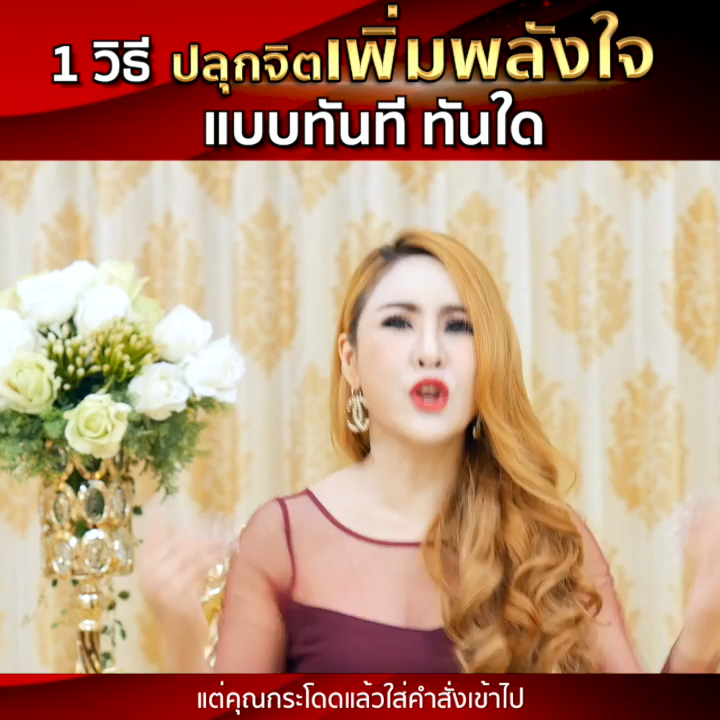 1 วิธี ปลุกจิตเพิ่มพลังใจ
แบบทันที ทันใด
แต่คุณกระโดดแล้วใส่คำสั่งเข้าไป